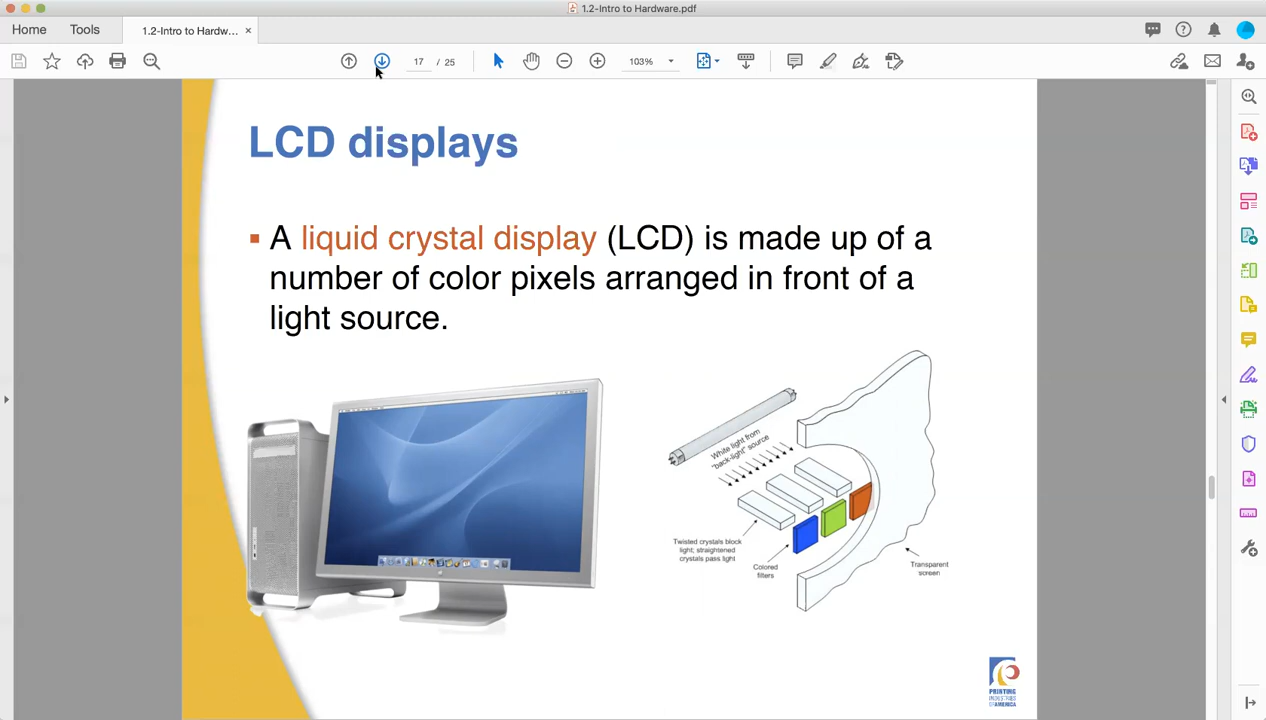 1.2-Intro to Hardware.pdf
Home
Tools
1.2-Intro to Hardw... ×
17 / 25
103%
LCD displays
A liquid crystal display (LCD) is made up of a
number of color pixels arranged in front of a
light source.
White light from
"back-light" source
Twisted crystals block
light; straightened
crystals pass light
Colored
filters
Transparent
screen
PRINTING
INDUSTRIES
OF AMERICA